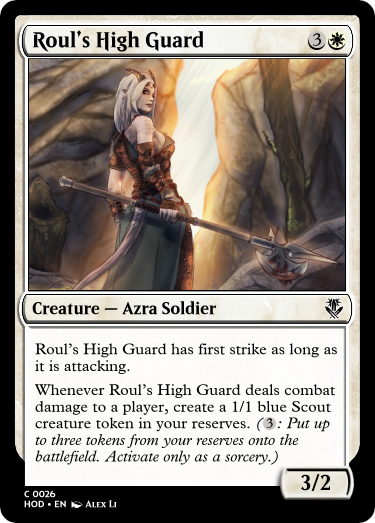 Roul's High Guard 3
Creature — Azra Soldier
Roul's High Guard has first strike as long as
it is attacking.
Whenever Roul's High Guard deals combat
damage to a player, create a 1/1 blue Scout
creature token in your reserves. (3: Put up
to three tokens from your reserves onto the
battlefield. Activate only as a sorcery.)
3/2
C 0026
HOD • EN Alex Li